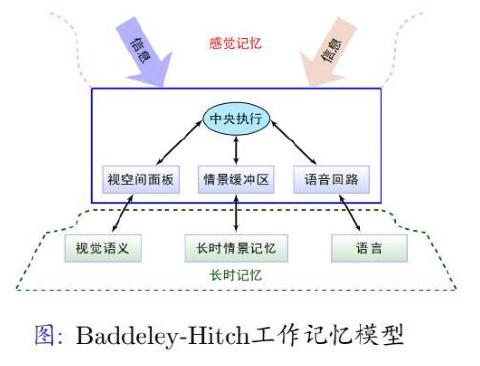 信息
感觉记忆
信息
中央执行
视空间面板
情景缓冲区
语音回路
视觉语义
长时情景记忆
语言
长时记忆
图: Baddeley-Hitch工作记忆模型